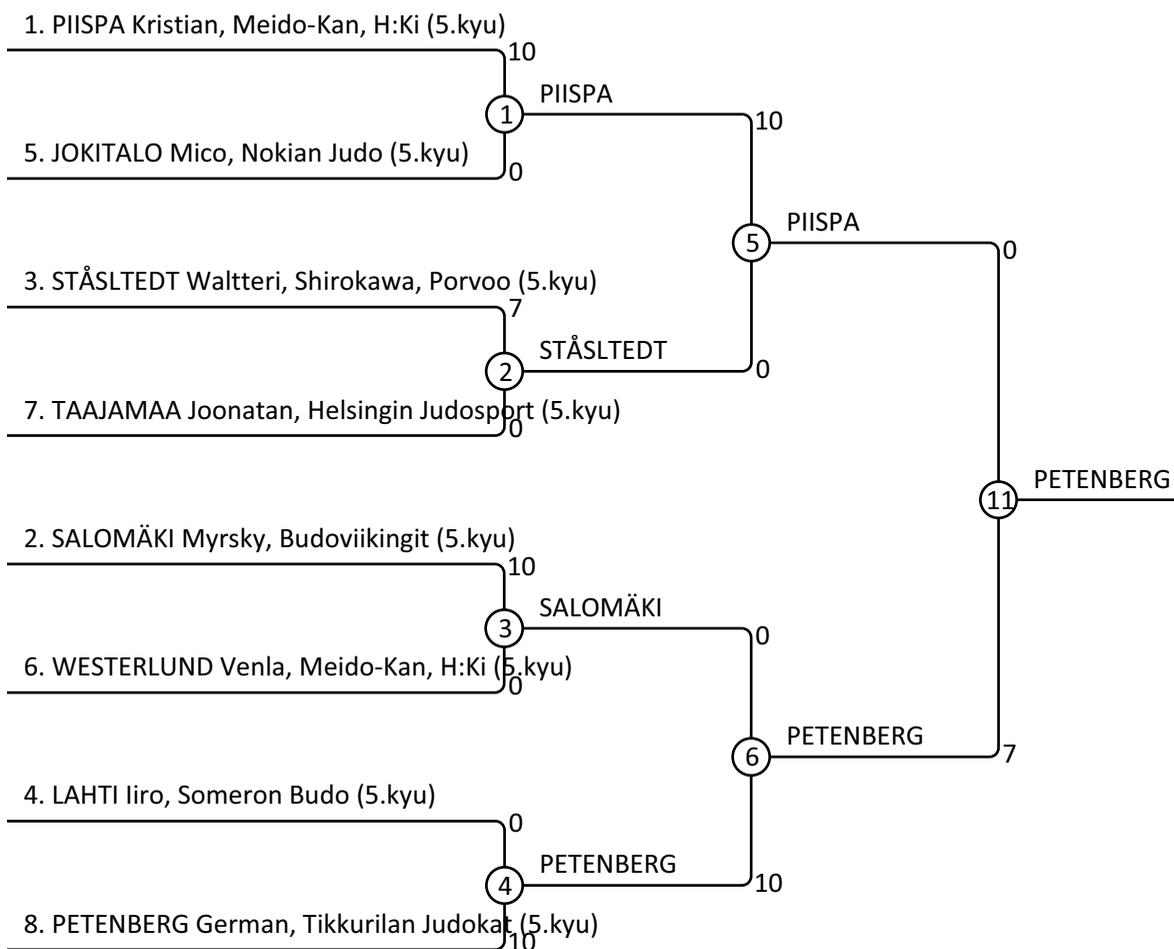 1. PIISPA Kristian, Meido-Kan, H:Ki (5.kyu)
10
PIISPA
1
10
5. JOKITALO Mico, Nokian Judo (5.kyu)
0
PIISPA
5
0
3. STÅSLTEDT Waltteri, Shirokawa, Porvoo (5.kyu)
7
STÅSLTEDT
2
0
7. TAAJAMAA Joonatan, Helsingin Judosport (5.kyu)
0
PETENBERG
11
2. SALOMÄKI Myrsky, Budoviikingit (5.kyu)
10
SALOMÄKI
3
0
6. WESTERLUND Venla, Meido-Kan, H:Ki (5.kyu)
0
PETENBERG
6
7
4. LAHTI Iiro, Someron Budo (5.kyu)
0
PETENBERG
4
10
8. PETENBERG German, Tikkurilan Judokat (5.kyu)
10